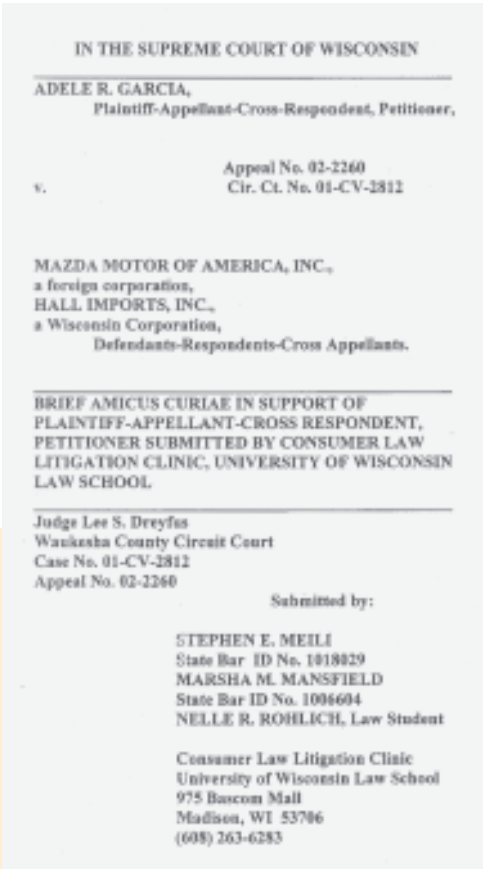 IN THE SUPREME COURT OF WISCONSIN
ADELE R. GARCIA,
Plaintiff-Appellant-Cross-Respondent, Petitioner,
Appeal No. 02-2260
v. Cir. Ct. No. 01-CV-2812
MAZDA MOTOR OF AMERICA, INC.,
a foreign corporation,
HALL IMPORTS, INC.,
a Wisconsin Corporation,
Defendants-Respondents-Cross Appellants.
BRIEF AMICUS CURIAE IN SUPPORT OF
PLAINTIFF-APPELLANT-CROSS RESPONDENT,
PETITIONER SUBMITTED BY CONSUMER LAW
LITIGATION CLINIC, UNIVERSITY OF WISCONSIN
LAW SCHOOL
Judge Lee S. Dreyfus
Waukesha County Circuit Court
Case No. 01-CV-2812
Appeal No. 02-2260
Submitted by:
STEPHEN E. MEILI
State Bar ID No. 1018029
MARSHA M. MANSFIELD
State Bar ID No. 1006604
NELLE R. ROHLICH, Law Student
Consumer Law Litigation Clinic
University of Wisconsin Law School
975 Bascom Mall
Madison, WI 53706
(608) 263-6283